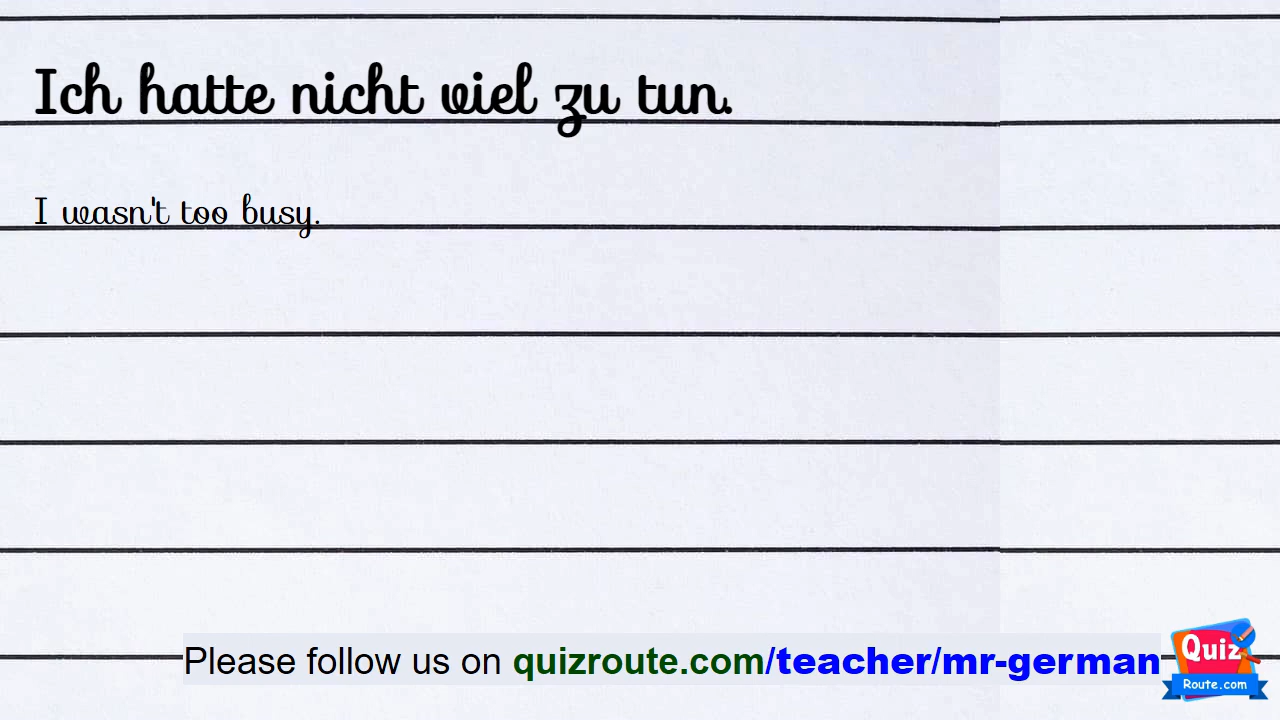 Ich hatte nicht viel zu tun.
I wasn't too busy.
Please follow us on quizroute.com/teacher/mr-german
Quiz
Route.com